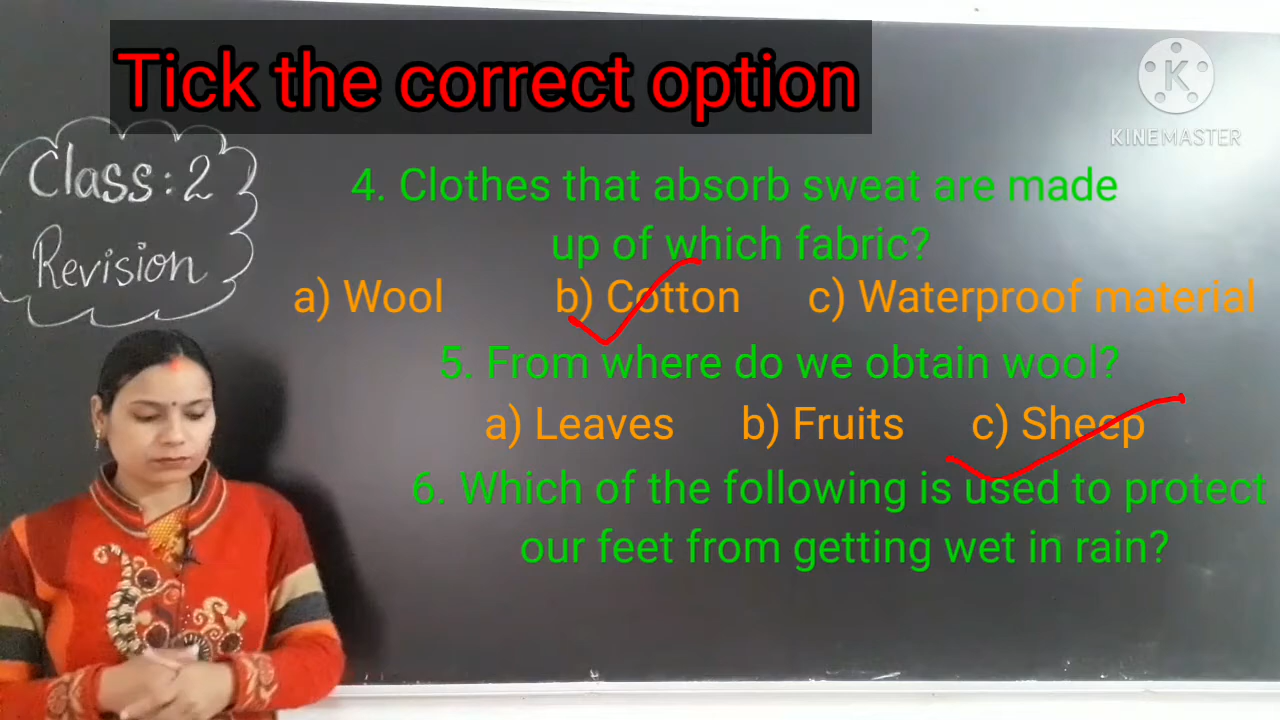 Tick the correct option
KINEMASTER
Class: 2
Revision
4. Clothes that absorb sweat are made
up of which fabric?
a) Wool b) Cotton c) Waterproof material
5. From where do we obtain wool?
a) Leaves b) Fruits c) Sheep
6. Which of the following is used to protect
our feet from getting wet in rain?